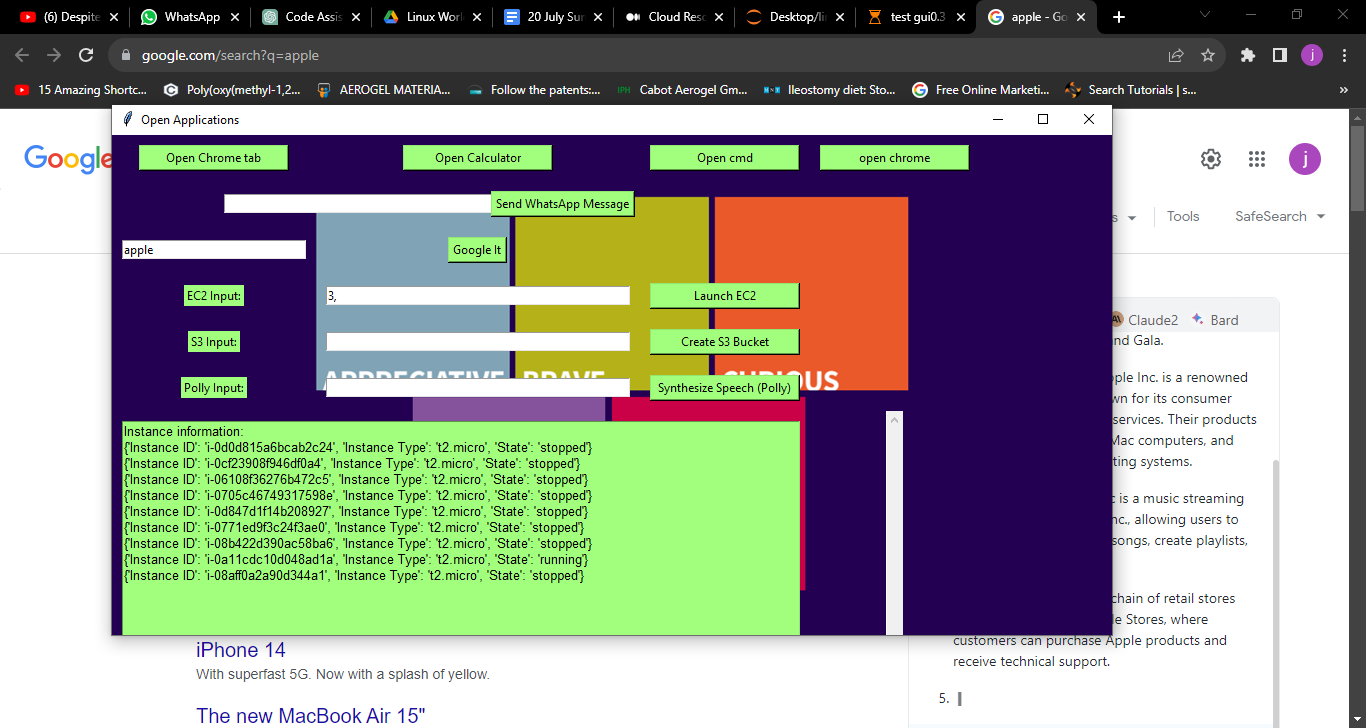 (6) Despite
WhatsApp
Code Assis
Linux Worl
20 July Sur
Cloud Reso
Desktop/li
test gui0.3
apple - Go
google.com/search?q=apple
j
15 Amazing Shortc...
Poly(oxy(methyl-1,2...
AEROGEL MATERIA...
Follow the patents:...
IPH
Cabot Aerogel Gm...
Ileostomy diet: Sto...
Free Online Marketi...
Search Tutorials | s...
»
Open Applications
Google
Open Chrome tab
Open Calculator
Open cmd
open chrome
j
Send WhatsApp Message
s
Tools
SafeSearch
apple
Google It
EC2 Input:
3,
Launch EC2
Claude2
Bard
S3 Input:
Create S3 Bucket
nd Gala.
APPRECIATIVE
BRAVE
CURIOUS
Polly Input:
Synthesize Speech (Polly)
ple Inc. is a renowned
wn for its consumer
services. Their products
Mac computers, and
ting systems.
Instance information:
{'Instance ID': 'i-0d0d815a6bcab2c24', 'Instance Type': 't2.micro', 'State': 'stopped'}
{'Instance ID': 'i-0cf23908f946df0a4', 'Instance Type': 't2.micro', 'State': 'stopped'}
{'Instance ID': 'i-06108f36276b472c5', 'Instance Type': 't2.micro', 'State': 'stopped'}
{'Instance ID': 'i-0705c46749317598e', 'Instance Type': 't2.micro', 'State': 'stopped'}
{'Instance ID': 'i-0d847d1f14b208927', 'Instance Type': 't2.micro', 'State': 'stopped'}
{'Instance ID': 'i-0771ed9f3c24f3ae0', 'Instance Type': 't2.micro', 'State': 'stopped'}
{'Instance ID': 'i-08b422d390ac58ba6', 'Instance Type': 't2.micro', 'State': 'stopped'}
{'Instance ID': 'i-0a11cdc10d048ad1a', 'Instance Type': 't2.micro', 'State': 'running'}
{'Instance ID': 'i-08aff0a2a90d344a1', 'Instance Type': 't2.micro', 'State': 'stopped'}
c is a music streaming
nc., allowing users to
songs, create playlists,
chain of retail stores
le Stores, where
customers can purchase Apple products and
receive technical support.
5.
iPhone 14
With superfast 5G. Now with a splash of yellow.
The new MacBook Air 15"